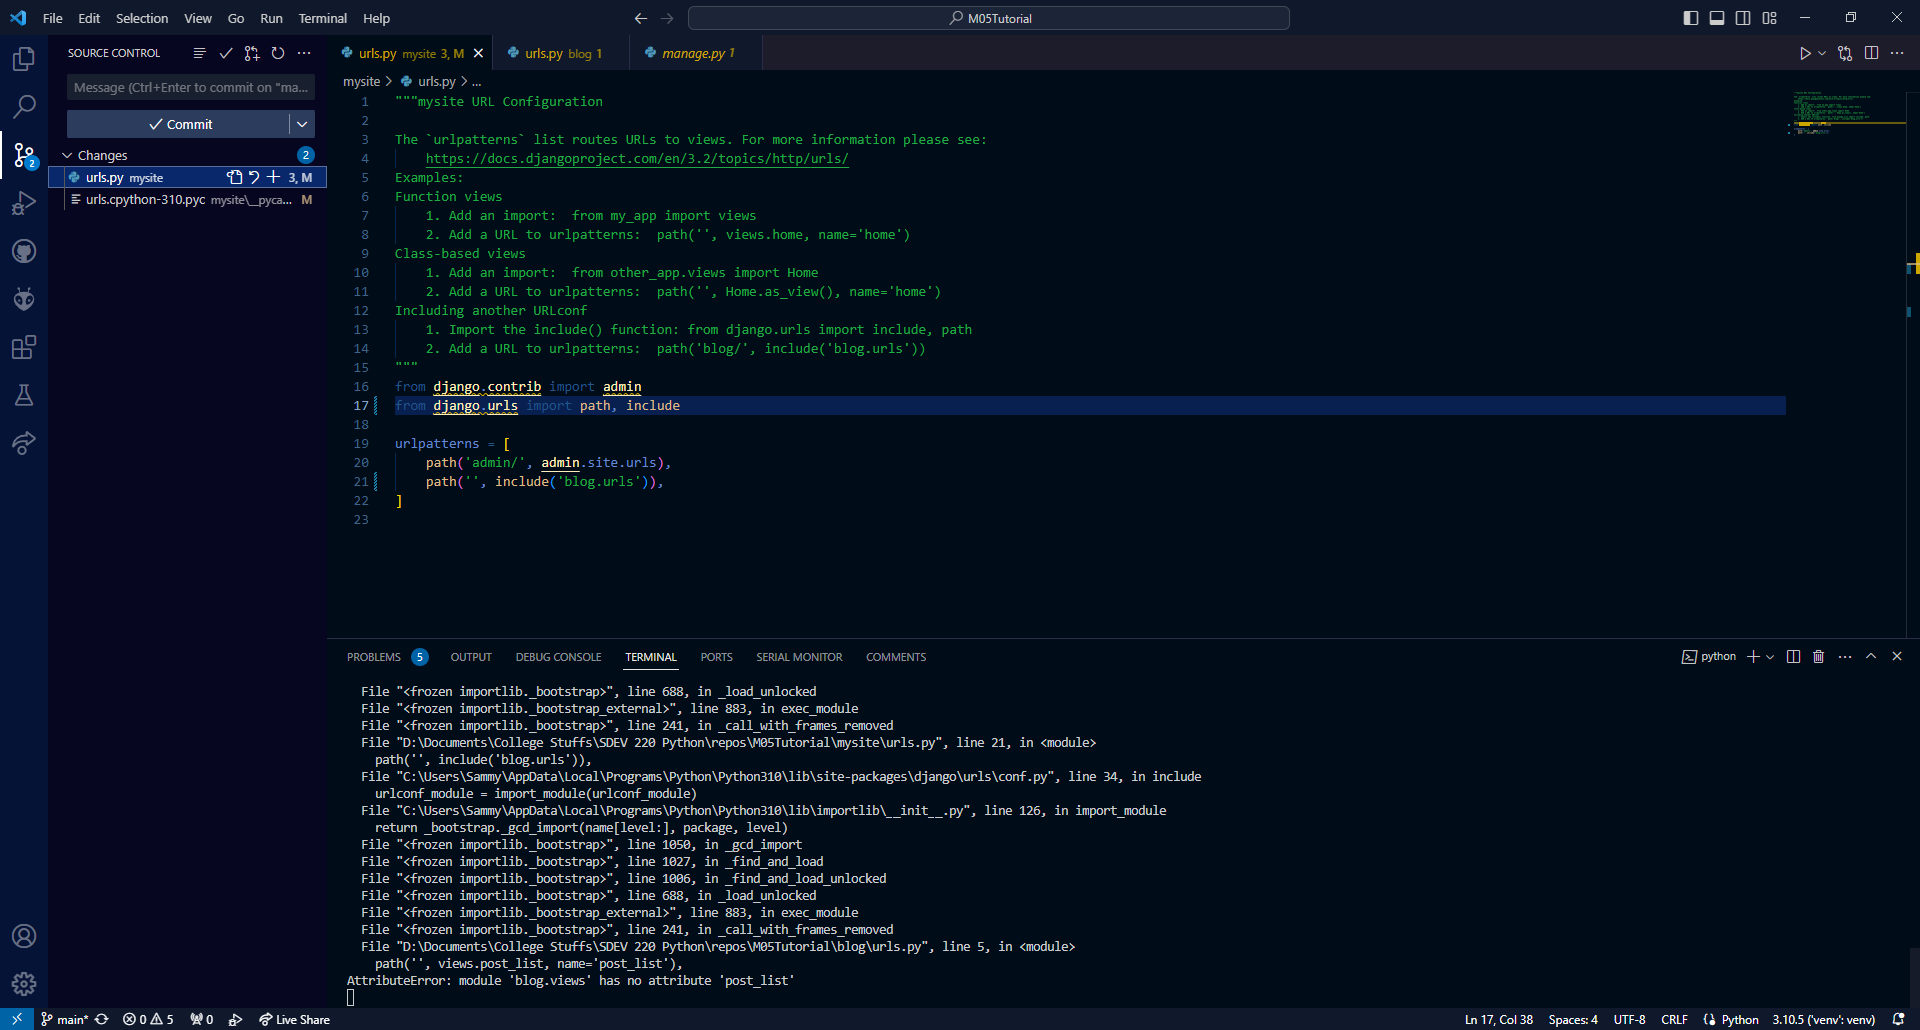 File Edit Selection View Go Run Terminal Help
M05Tutorial
SOURCE CONTROL
Message (Ctrl+Enter to commit on "ma...
Commit
Changes 2
urls.py mysite 3, M
urls.cpython-310.pyc mysite\__pyca... M
2
urls.py mysite 3, M
urls.py blog 1
manage.py 1
mysite > urls.py > ...
1 """mysite URL Configuration
2
3 The `urlpatterns` list routes URLs to views. For more information please see:
4 https://docs.djangoproject.com/en/3.2/topics/http/urls/
5 Examples:
6 Function views
7 1. Add an import:  from my_app import views
8 2. Add a URL to urlpatterns:  path('', views.home, name='home')
9 Class-based views
10 1. Add an import:  from other_app.views import Home
11 2. Add a URL to urlpatterns:  path('', Home.as_view(), name='home')
12 Including another URLconf
13 1. Import the include() function: from django.urls import include, path
14 2. Add a URL to urlpatterns:  path('blog/', include('blog.urls'))
15 """
16 from django.contrib import admin
17 from django.urls import path, include
18
19 urlpatterns = [
20 path('admin/', admin.site.urls),
21 path('', include('blog.urls')),
22 ]
23
PROBLEMS 5 OUTPUT DEBUG CONSOLE TERMINAL PORTS SERIAL MONITOR COMMENTS
python
File "<frozen importlib._bootstrap>", line 688, in _load_unlocked
File "<frozen importlib._bootstrap_external>", line 883, in exec_module
File "<frozen importlib._bootstrap>", line 241, in _call_with_frames_removed
File "D:\Documents\College Stuffs\SDEV 220 Python\repos\M05Tutorial\mysite\urls.py", line 21, in <module>
path('', include('blog.urls')),
File "C:\Users\Sammy\AppData\Local\Programs\Python\Python310\lib\site-packages\django\urls\conf.py", line 34, in include
urlconf_module = import_module(urlconf_module)
File "C:\Users\Sammy\AppData\Local\Programs\Python\Python310\lib\importlib\__init__.py", line 126, in import_module
return _bootstrap._gcd_import(name[level:], package, level)
File "<frozen importlib._bootstrap>", line 1050, in _gcd_import
File "<frozen importlib._bootstrap>", line 1027, in _find_and_load
File "<frozen importlib._bootstrap>", line 1006, in _find_and_load_unlocked
File "<frozen importlib._bootstrap>", line 688, in _load_unlocked
File "<frozen importlib._bootstrap_external>", line 883, in exec_module
File "<frozen importlib._bootstrap>", line 241, in _call_with_frames_removed
File "D:\Documents\College Stuffs\SDEV 220 Python\repos\M05Tutorial\blog\urls.py", line 5, in <module>
path('', views.post_list, name='post_list'),
AttributeError: module 'blog.views' has no attribute 'post_list'
main* 0 5 0 Live Share
Ln 17, Col 38 Spaces: 4 UTF-8 CRLF Python 3.10.5 ('venv': venv)